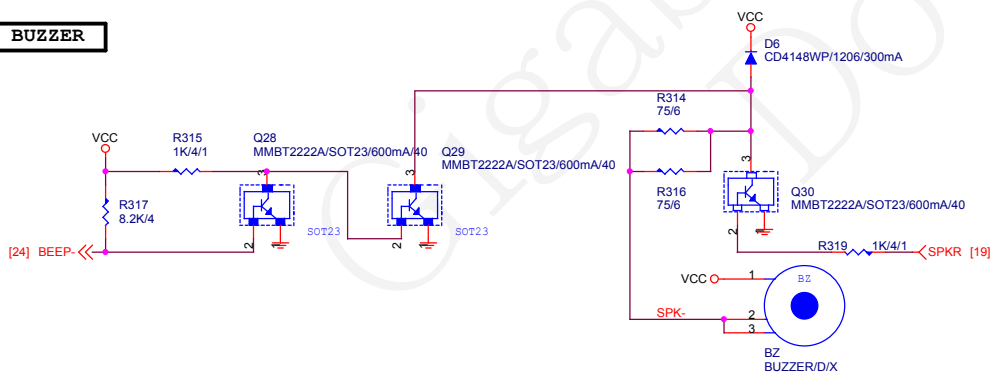 BUZZER
VCC
D6
CD4148WP/1206/300mA
R314
75/6
VCC
R315
1K/4/1
Q28
MMBT2222A/SOT23/600mA/40
Q29
MMBT2222A/SOT23/600mA/40
3
3
3
R317
8.2K/4
R316
75/6
Q30
MMBT2222A/SOT23/600mA/40
SOT23
SOT23
2
1
2
1
2
1
[24] BEEP-
R319
1K/4/1
SPKR [19]
VCC
1
BZ
SPK-
2
3
BZ
BUZZER/D/X